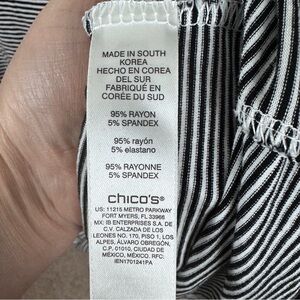 MADE IN SOUTH
KOREA
HECHO EN COREA
DEL SUR
FABRIQUÉ EN
CORÉE DU SUD
95% RAYON
5% SPANDEX
95% rayón
5% elastano
95% RAYONNE
5% SPANDEX
chico's®
US: 11215 METRO PARKWAY
FORT MYERS, FL 33966
MX: IB ENTERPRISES S.A. DE
C.V. CALZADA DE LOS
LEONES NO. 170, PISO 1, LOS
ALPES, ÁLVARO OBREGÓN,
C.P. 01010, CIUDAD DE
MÉXICO, MÉXICO. RFC:
IEN1701241PA